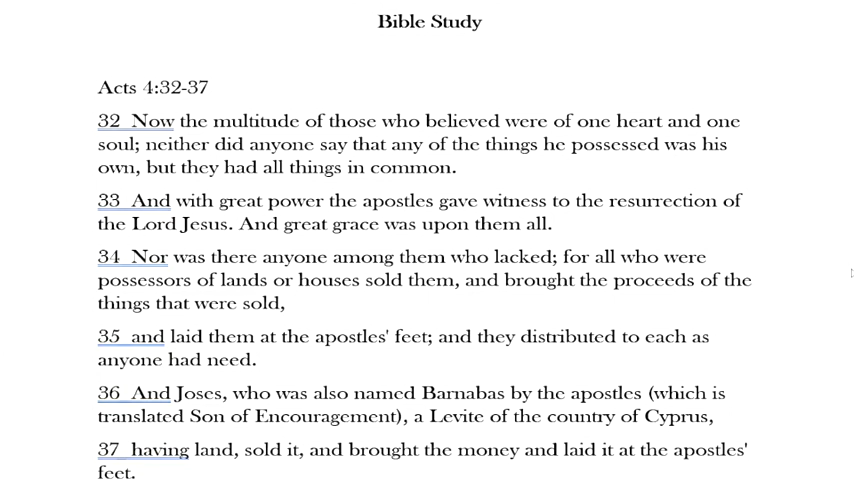 Bible Study
Acts 4:32-37
32 Now the multitude of those who believed were of one heart and one
soul; neither did anyone say that any of the things he possessed was his
own, but they had all things in common.
33 And with great power the apostles gave witness to the resurrection of
the Lord Jesus. And great grace was upon them all.
34 Nor was there anyone among them who lacked; for all who were
possessors of lands or houses sold them, and brought the proceeds of the
things that were sold,
35 and laid them at the apostles' feet; and they distributed to each as
anyone had need.
36 And Joses, who was also named Barnabas by the apostles (which is
translated Son of Encouragement), a Levite of the country of Cyprus,
37 having land, sold it, and brought the money and laid it at the apostles'
feet.